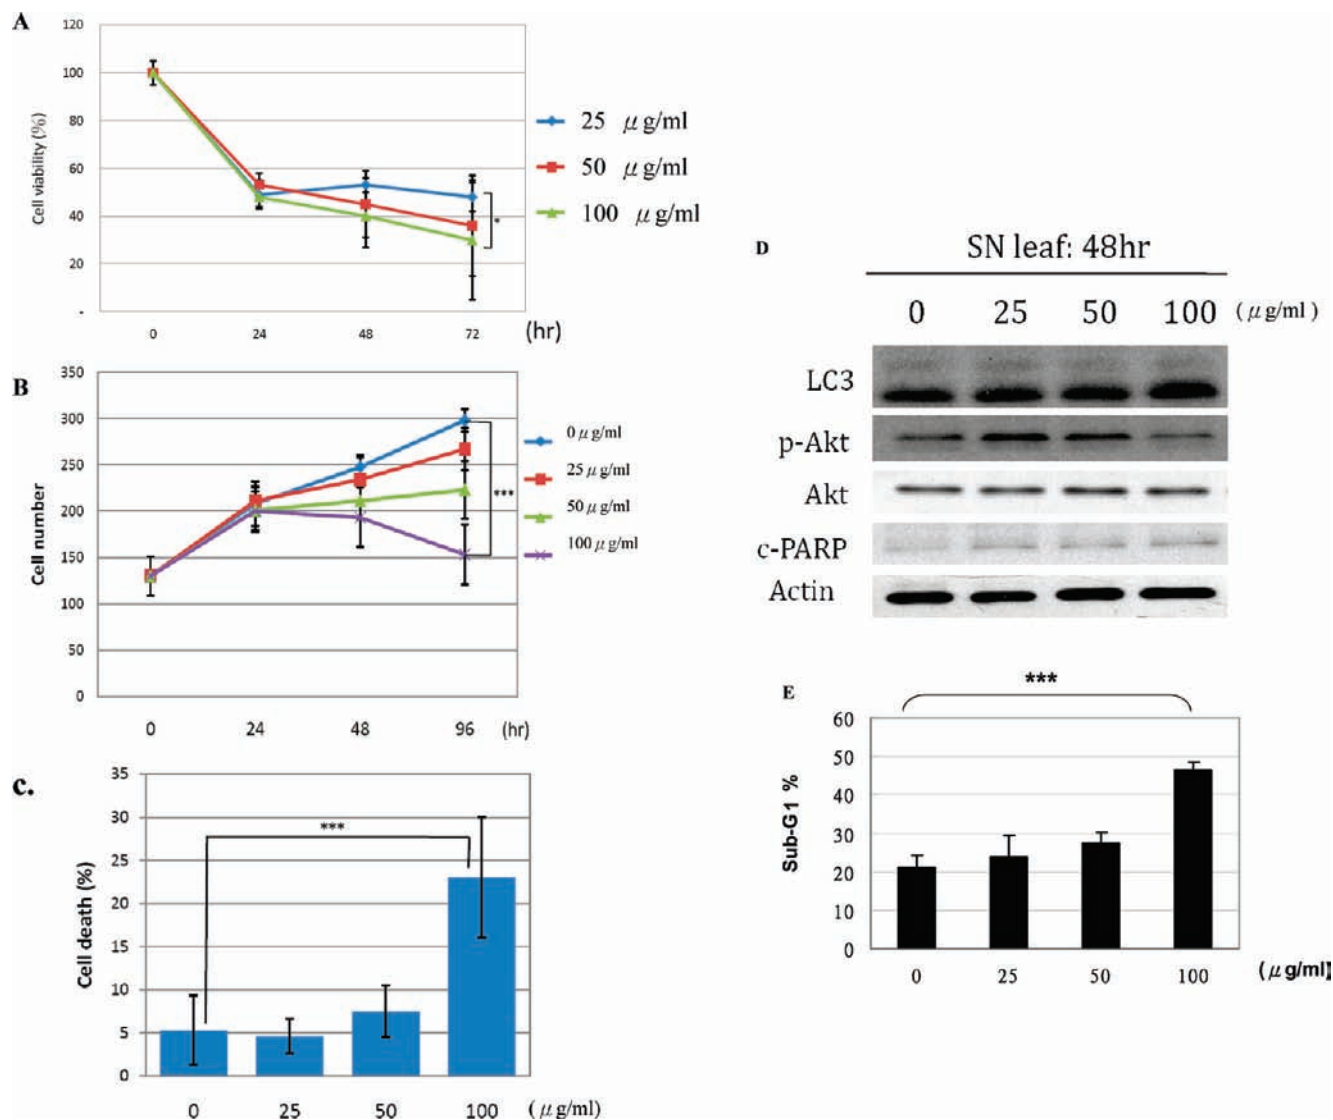 A
120
100
80
60
40
20
-
Cell viability (%)
0 24 48 72 (hr)
25 μg/ml
50 μg/ml
100 μg/ml
*
B
350
300
250
200
150
100
50
0
Cell number
0 24 48 96 (hr)
0 μg/ml
25 μg/ml
50 μg/ml
100 μg/ml
***
c.
35
30
25
20
15
10
5
0
Cell death (%)
***
0 25 50 100 (μg/ml)
D
SN leaf: 48hr
0 25 50 100 (μg/ml)
LC3
p-Akt
Akt
c-PARP
Actin
E
***
60
50
40
30
20
10
0
Sub-G1 %
0 25 50 100 (μg/ml)